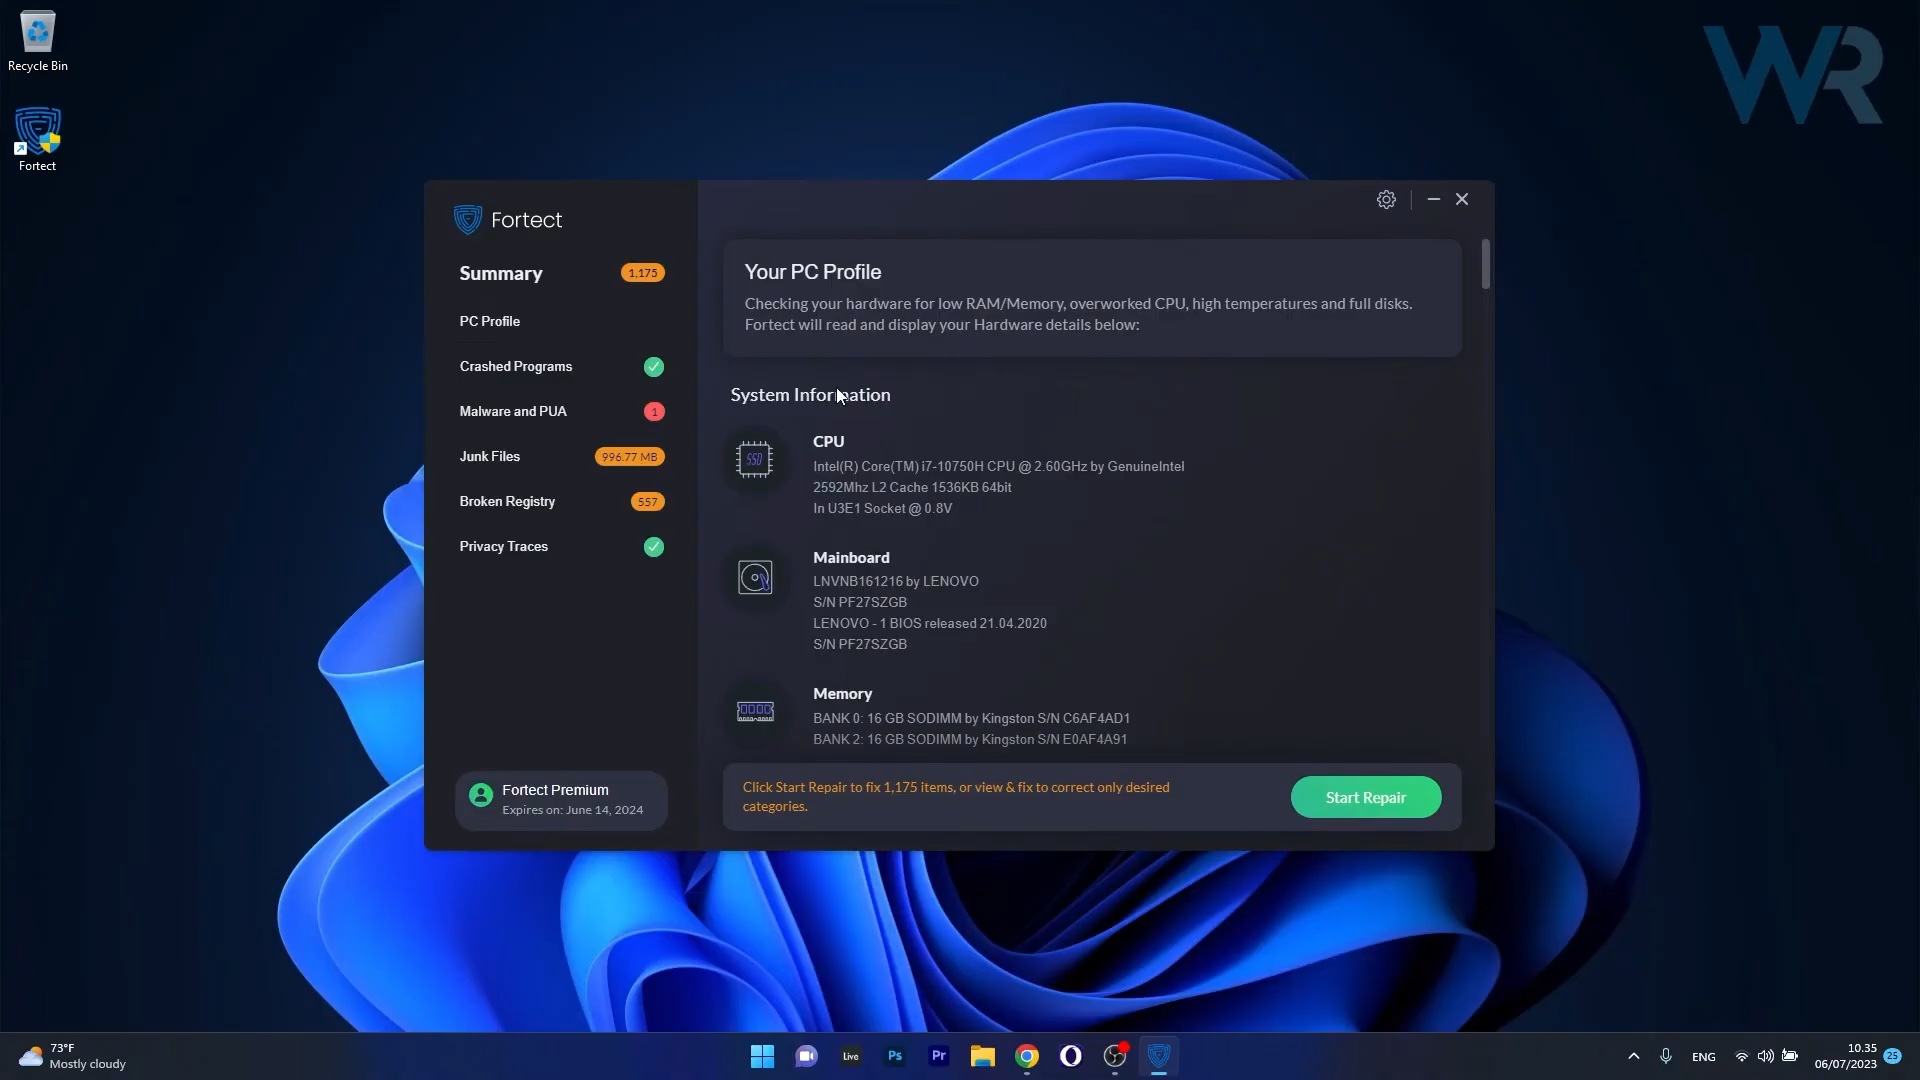 Recycle Bin
Fortect
WR
Fortect
Summary 1,175
PC Profile
Crashed Programs
Malware and PUA 1
Junk Files 996.77 MB
Broken Registry 557
Privacy Traces
Fortect Premium
Expires on: June 14, 2024
Your PC Profile
Checking your hardware for low RAM/Memory, overworked CPU, high temperatures and full disks.
Fortect will read and display your Hardware details below:
System Information
SSD
CPU
Intel(R) Core(TM) i7-10750H CPU @ 2.60GHz by GenuineIntel
2592Mhz L2 Cache 1536KB 64bit
In U3E1 Socket @ 0.8V
Mainboard
LNVNB161216 by LENOVO
S/N PF27SZGB
LENOVO - 1 BIOS released 21.04.2020
S/N PF27SZGB
Memory
BANK 0: 16 GB SODIMM by Kingston S/N C6AF4AD1
BANK 2: 16 GB SODIMM by Kingston S/N E0AF4A91
Click Start Repair to fix 1,175 items, or view & fix to correct only desired
categories.
Start Repair
73°F
Mostly cloudy
Live
Ps
Pr
ENG
10.35
06/07/2023
25